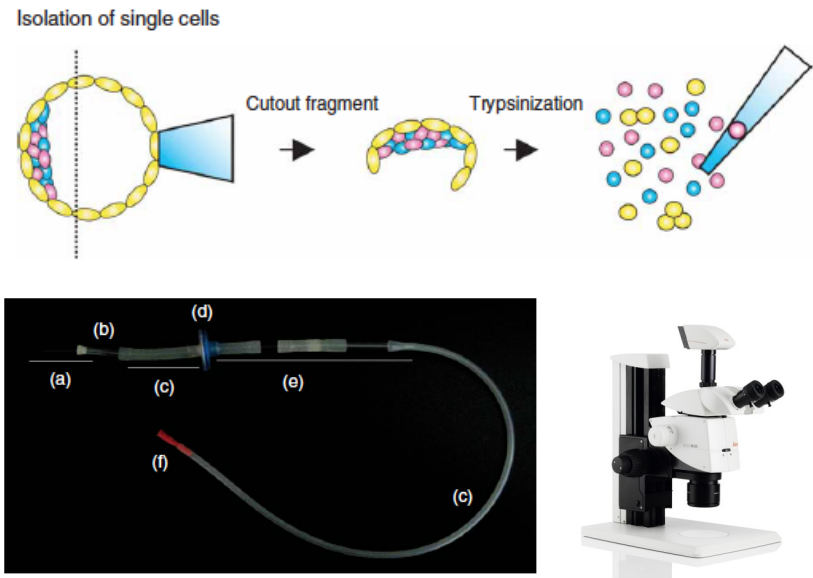 Isolation of single cells
Cutout fragment
Trypsinization
(d)
(b)
(a)
(c)
(e)
(f)
(c)